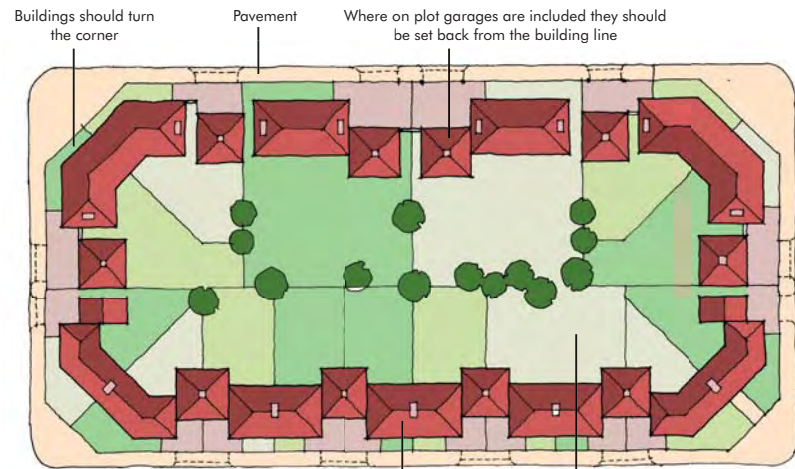 Buildings should turn
the corner
Pavement
Where on plot garages are included they should
be set back from the building line